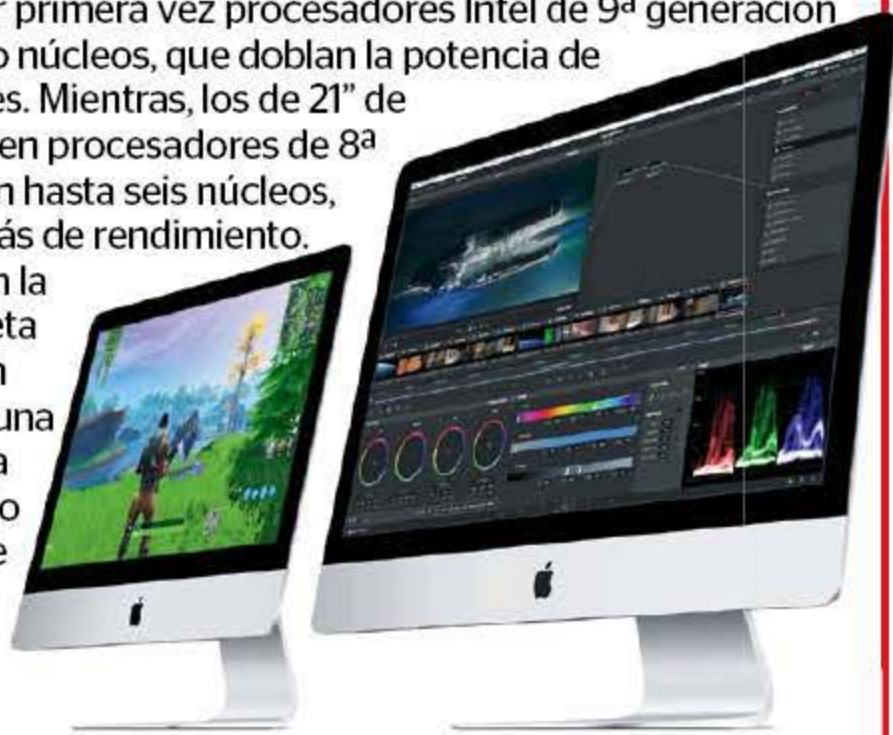 r primera vez procesadores Intel de 9ª generación
o núcleos, que doblan la potencia de
es. Mientras, los de 21” de
en procesadores de 8ª
n hasta seis núcleos,
ás de rendimiento.
n la
eta
n
una
a
o
e